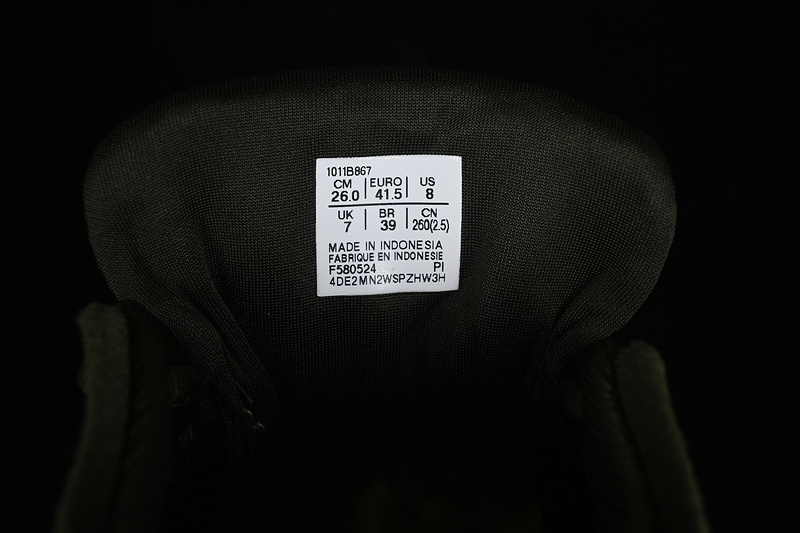 1011B867
CM EURO US
26.0 41.5 8
UK BR CN
7 39 260(2.5)
MADE IN INDONESIA
FABRIQUE EN INDONESIE
F580524 PI
4DE2MN2WSPZHW3H